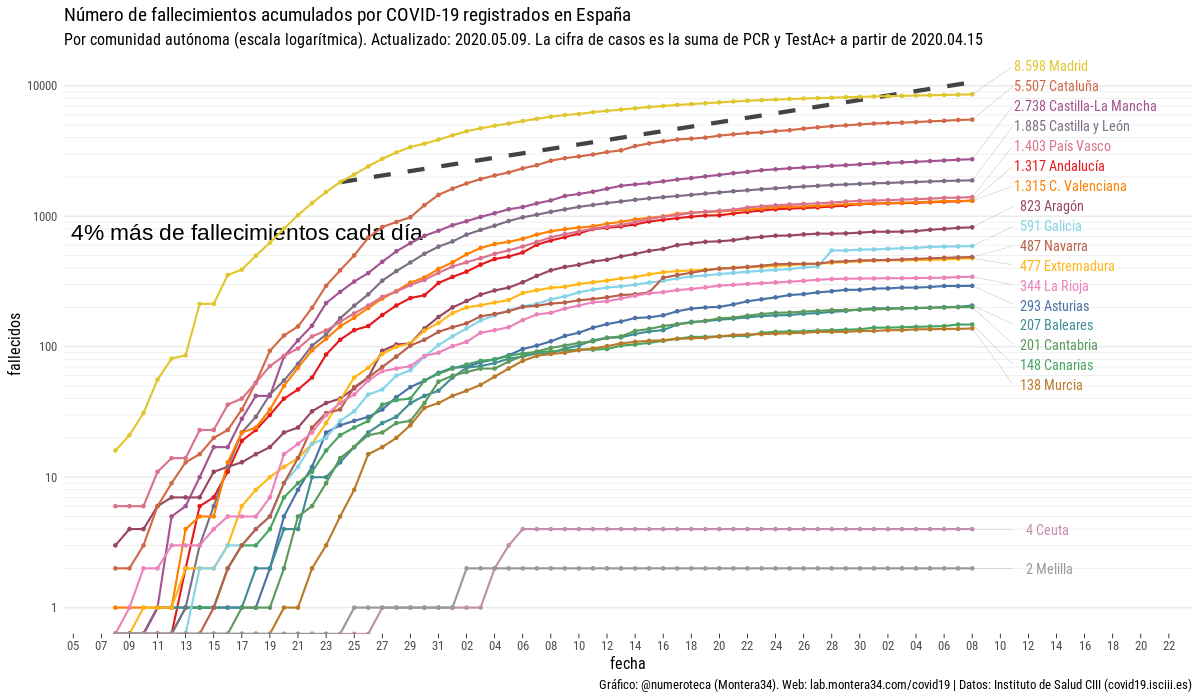 Número de fallecimientos acumulados por COVID-19 registrados en España
Por comunidad autónoma (escala logarítmica). Actualizado: 2020.05.09. La cifra de casos es la suma de PCR y TestAc+ a partir de 2020.04.15
8.598 Madrid
5.507 Cataluña
2.738 Castilla-La Mancha
1.885 Castilla y León
1.403 País Vasco
1.317 Andalucía
1.315 C. Valenciana
823 Aragón
591 Galicia
487 Navarra
477 Extremadura
344 La Rioja
293 Asturias
207 Baleares
201 Cantabria
148 Canarias
138 Murcia
4 Ceuta
2 Melilla
4% más de fallecimientos cada día
10000
1000
100
10
1
fallecidos
05 07 09 11 13 15 17 19 21 23 25 27 29 31 02 04 06 08 10 12 14 16 18 20 22 24 26 28 30 02 04 06 08 10 12 14 16 18 20 22
fecha
Gráfico: @numeroteca (Montera34). Web: lab.montera34.com/covid19 | Datos: Instituto de Salud CIII (covid19.isciii.es)